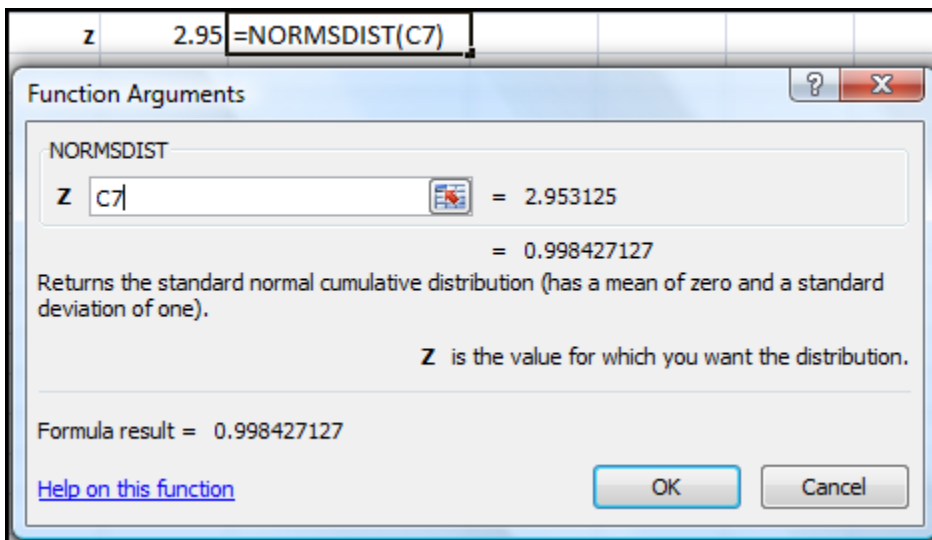 z 2.95 =NORMSDIST(C7)
Function Arguments
NORMSDIST
Z C7 = 2.953125
= 0.998427127
Returns the standard normal cumulative distribution (has a mean of zero and a standard
deviation of one).
Z is the value for which you want the distribution.
Formula result = 0.998427127
Help on this function OK Cancel